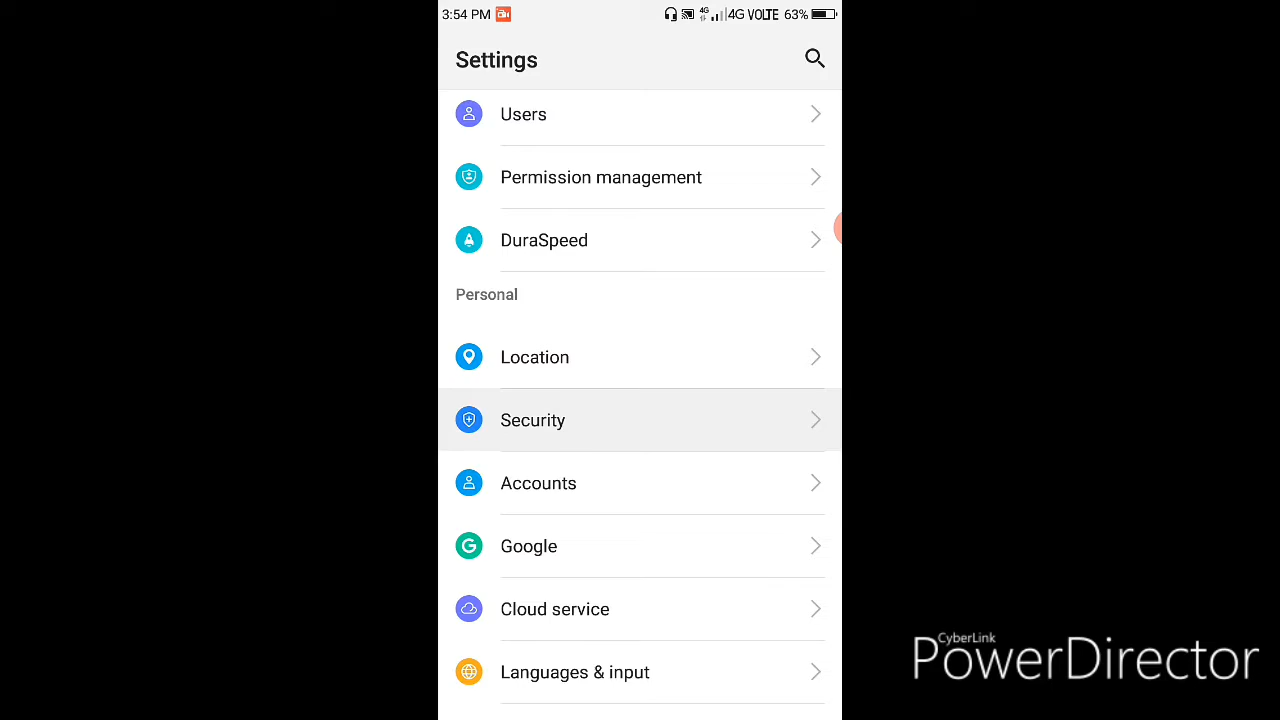 3:54 PM 4G 4G VOLTE 63%
Settings
Users
Permission management
DuraSpeed
Personal
Location
Security
Accounts
Google
Cloud service
Languages & input
CyberLink
PowerDirector